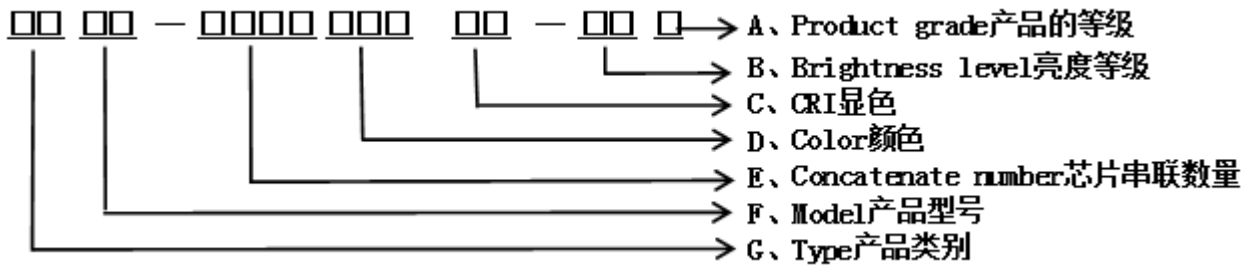 □□ □□ － □□□□ □□□ □□ － □□ □ A、Product grade产品的等级
B、Brightness level亮度等级
C、CRI显色
D、Color颜色
E、Concatenate number芯片串联数量
F、Model产品型号
G、Type产品类别